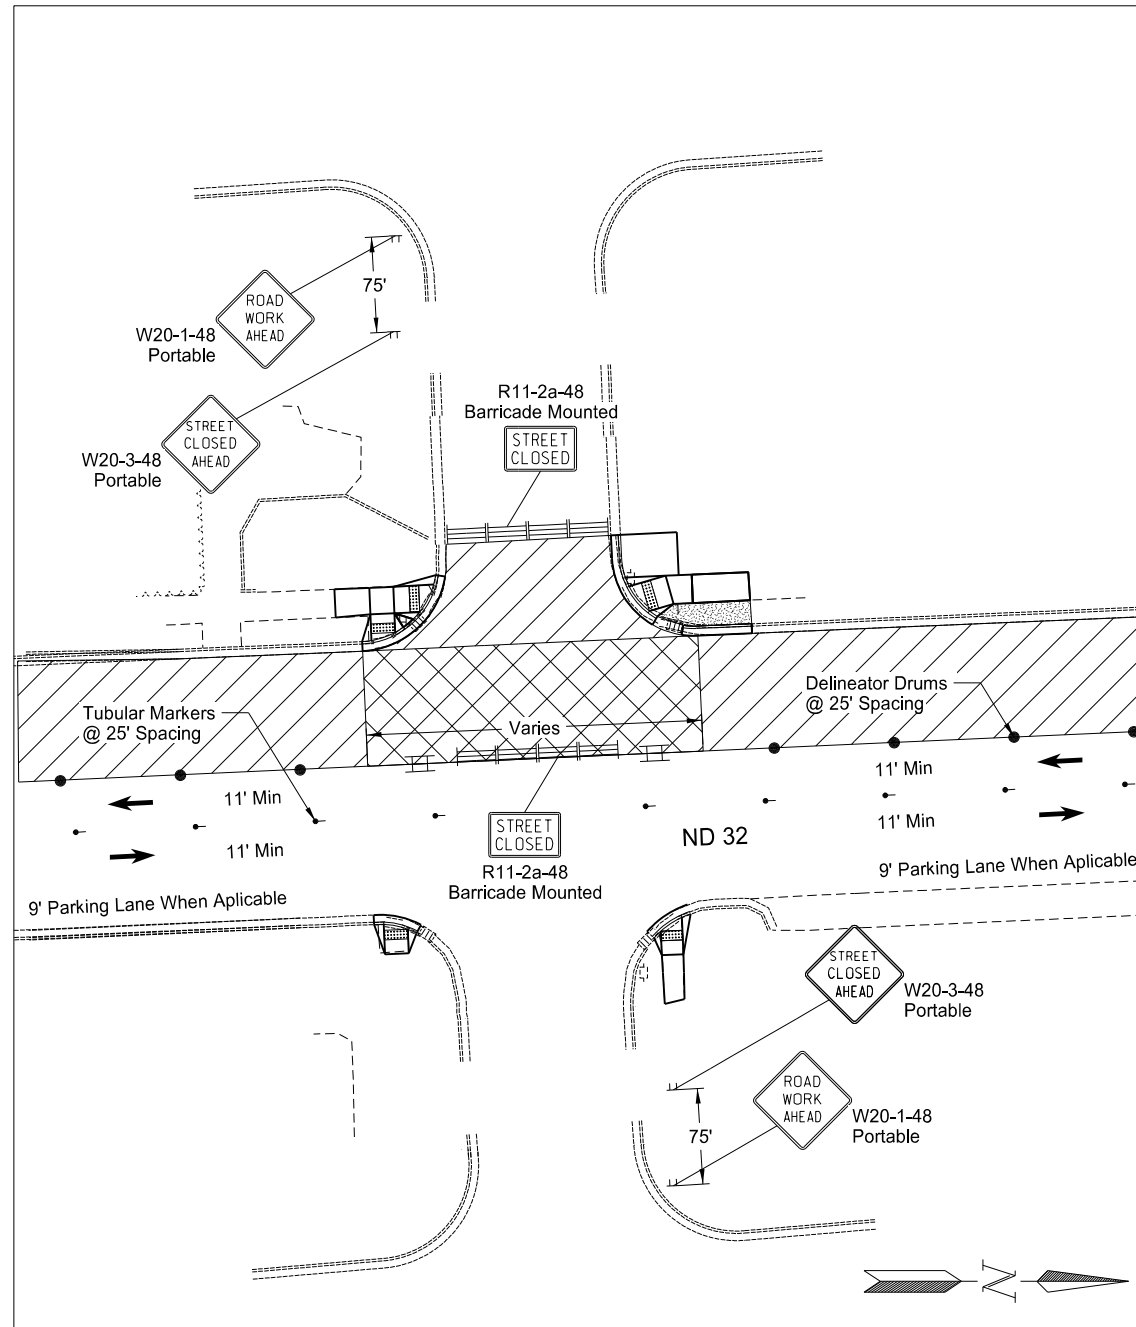 75'
ROAD
WORK
AHEAD
W20-1-48
Portable
R11-2a-48
Barricade Mounted
STREET
CLOSED
STREET
CLOSED
AHEAD
W20-3-48
Portable
Delineator Drums
@ 25' Spacing
Tubular Markers
@ 25' Spacing
Varies
11' Min
11' Min
11' Min
11' Min
STREET
CLOSED
ND 32
R11-2a-48
Barricade Mounted
9' Parking Lane When Aplicable
9' Parking Lane When Aplicable
STREET
CLOSED
AHEAD
W20-3-48
Portable
ROAD
WORK
AHEAD
W20-1-48
Portable
75'
N